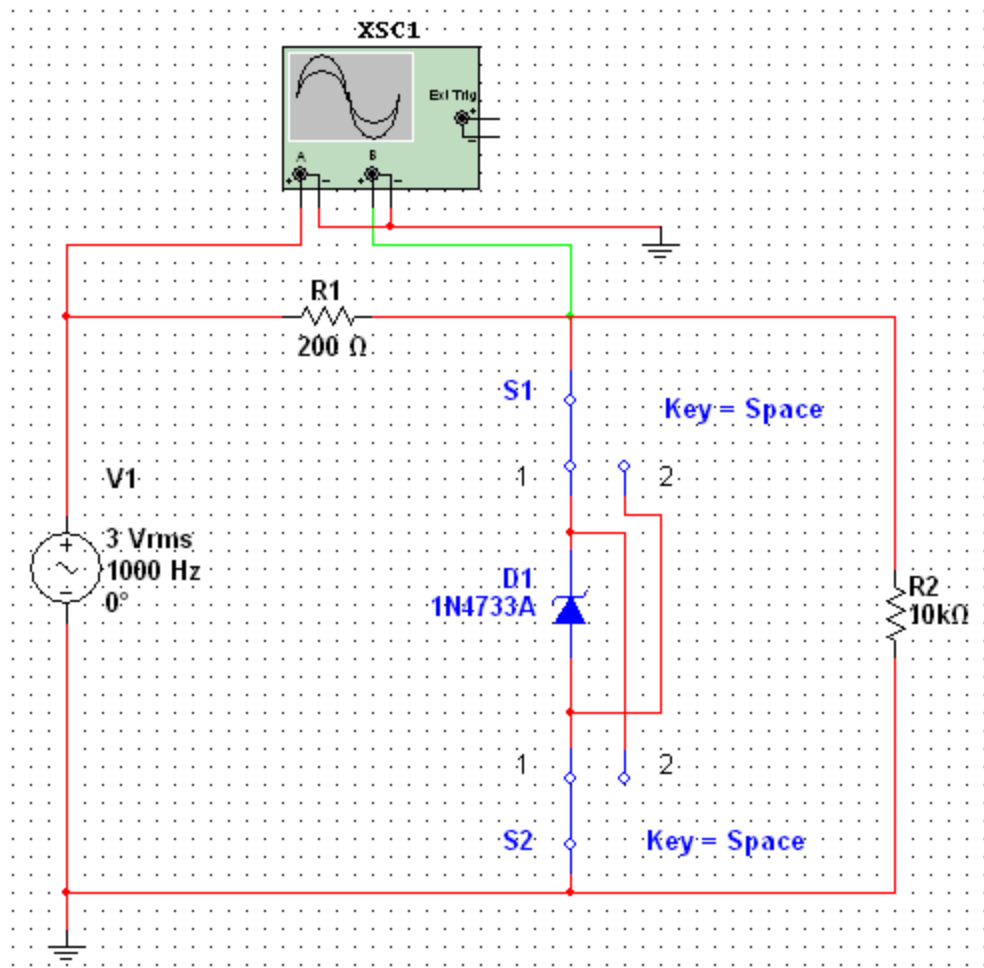 XSC1
Ext Trig
+
−
A
B
+ −
+ −
R1
200 Ω
S1
Key = Space
1
2
V1
+
3 Vrms
1000 Hz
0°
−
D1
1N4733A
R2
10kΩ
1
2
S2
Key = Space